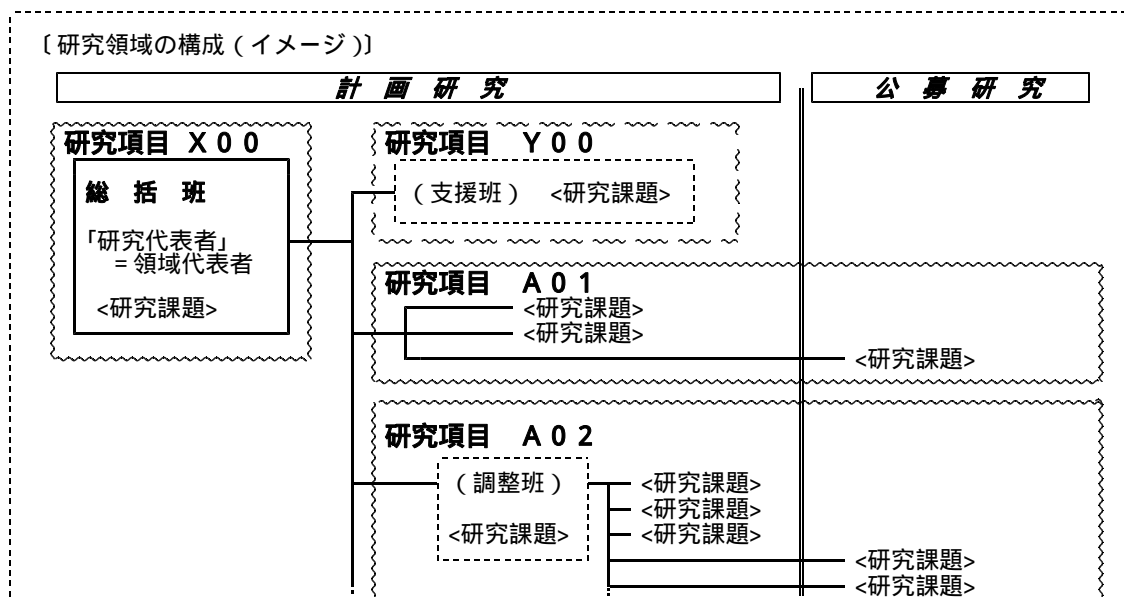 〔研究領域の構成(イメージ)〕
計 画 研 究
公 募 研 究
研究項目 X00
総 括 班
「研究代表者」
=領域代表者
<研究課題>
研究項目 Y00
(支援班) <研究課題>
研究項目 A01
<研究課題>
<研究課題>
<研究課題>
研究項目 A02
(調整班)
<研究課題>
<研究課題>
<研究課題>
<研究課題>
<研究課題>
<研究課題>